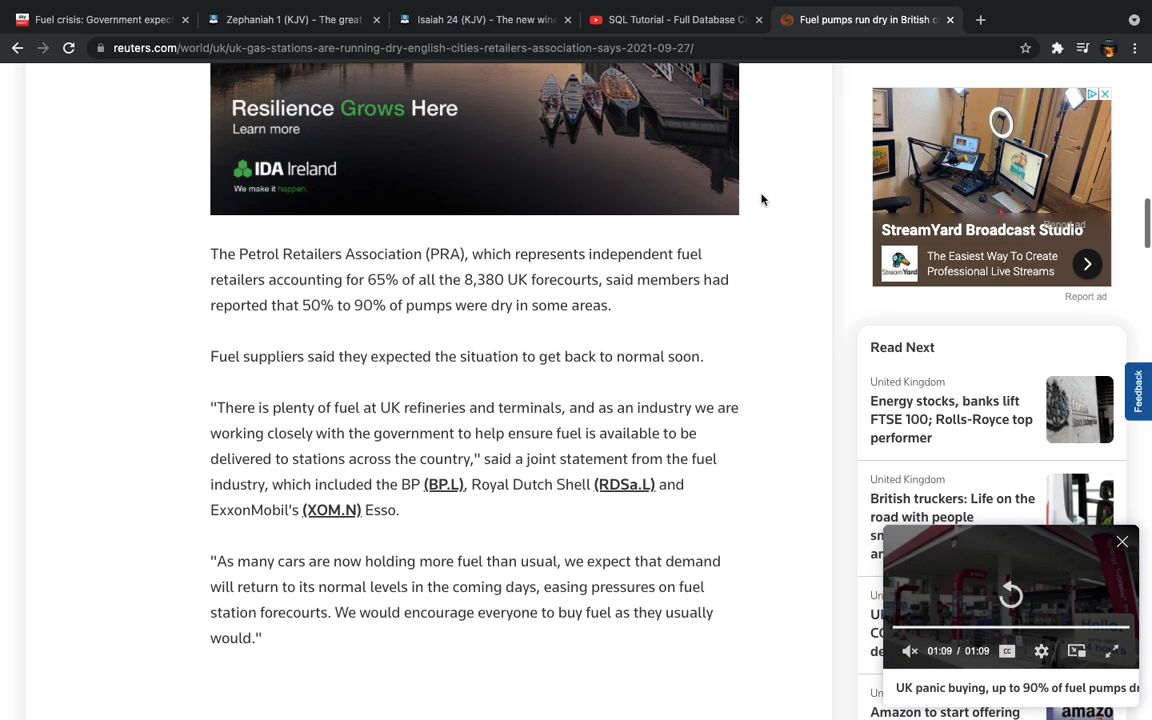 Fuel crisis: Government expect
Zephaniah 1 (KJV) - The great
Isaiah 24 (KJV) - The new wine
SQL Tutorial - Full Database Co
Fuel pumps run dry in British c
reuters.com/world/uk/uk-gas-stations-are-running-dry-english-cities-retailers-association-says-2021-09-27/
Resilience Grows Here
Learn more
IDA Ireland
We make it happen.
The Petrol Retailers Association (PRA), which represents independent fuel
retailers accounting for 65% of all the 8,380 UK forecourts, said members had
reported that 50% to 90% of pumps were dry in some areas.
Fuel suppliers said they expected the situation to get back to normal soon.
"There is plenty of fuel at UK refineries and terminals, and as an industry we are
working closely with the government to help ensure fuel is available to be
delivered to stations across the country," said a joint statement from the fuel
industry, which included the BP (BP.L), Royal Dutch Shell (RDSa.L) and
ExxonMobil's (XOM.N) Esso.
"As many cars are now holding more fuel than usual, we expect that demand
will return to its normal levels in the coming days, easing pressures on fuel
station forecourts. We would encourage everyone to buy fuel as they usually
would."
Report ad
StreamYard Broadcast Studio
StreamYard
The Easiest Way To Create
Professional Live Streams
Report ad
Read Next
United Kingdom
Energy stocks, banks lift
FTSE 100; Rolls-Royce top
performer
United Kingdom
British truckers: Life on the
road with people
Feedback
01:09 / 01:09
CC
UK panic buying, up to 90% of fuel pumps dr
Amazon to start offering
amazo